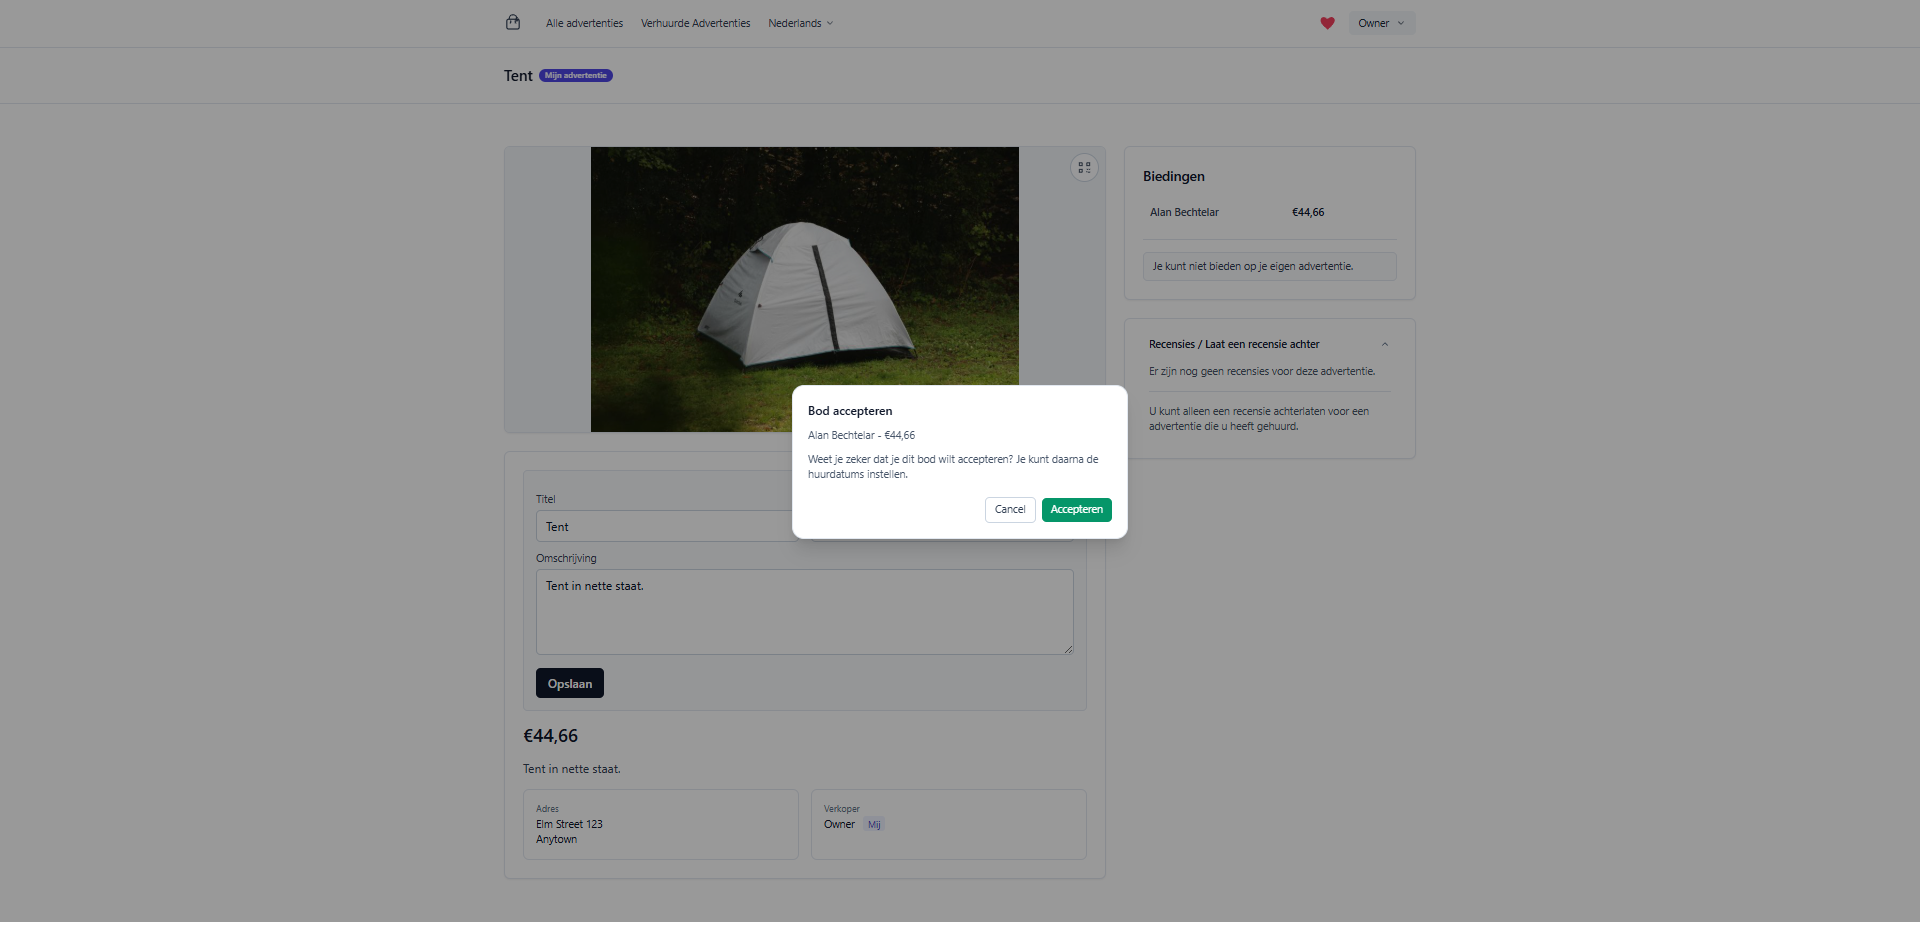 Alle advertenties Verhuurde Advertenties Nederlands Owner
Tent Mijn advertentie
Biedingen
Alan Bechtelar €44,66
Je kunt niet bieden op je eigen advertentie.
Recensies / Laat een recensie achter
Er zijn nog geen recensies voor deze advertentie.
U kunt alleen een recensie achterlaten voor een
advertentie die u heeft gehuurd.
Bod accepteren
Alan Bechtelar - €44,66
Weet je zeker dat je dit bod wilt accepteren? Je kunt daarna de
huurdatums instellen.
Cancel Accepteren
Titel
Tent
Omschrijving
Tent in nette staat.
Opslaan
€44,66
Tent in nette staat.
Adres
Elm Street 123
Anytown
Verkoper
Owner Mij